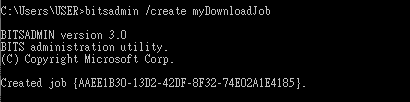 C:\Users\USER>bitsadmin /create myDownloadJob
BITSADMIN version 3.0
BITS administration utility.
(C) Copyright Microsoft Corp.
Created job {AAEE1B30-13D2-42DF-8F32-74E02A1E4185}.